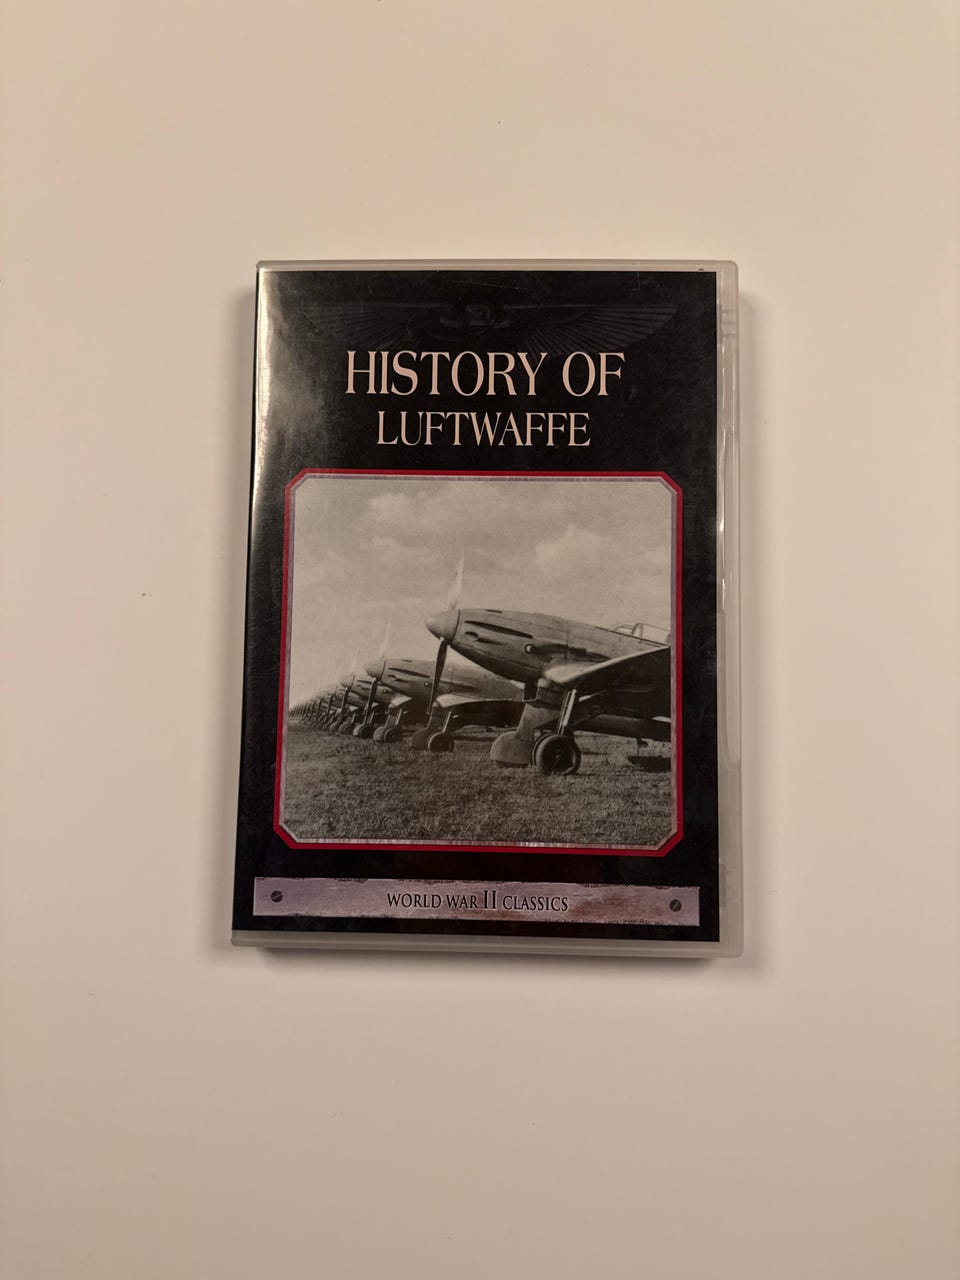 HISTORY OF
LUFTWAFFE
WORLD WAR II CLASSICS